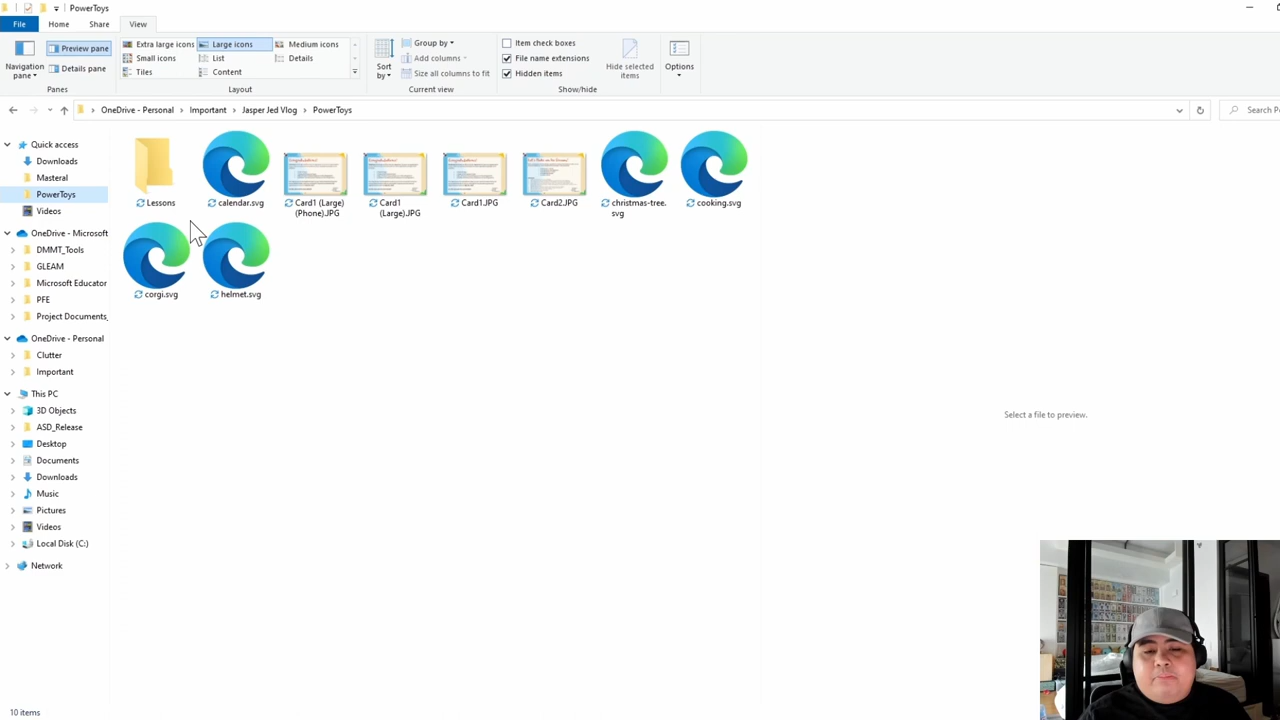 PowerToys
File Home Share View
Navigation pane
Preview pane
Details pane
Panes
Extra large icons Large icons Medium icons
Small icons List Details
Tiles Content
Layout
Sort by
Group by
Add columns
Size all columns to fit
Current view
Item check boxes
File name extensions
Hidden items
Hide selected items
Show/hide
Options
OneDrive - Personal Important Jasper Jed Vlog PowerToys
Search P
Quick access
Downloads
Masteral
PowerToys
Videos
OneDrive - Microsoft
DMMT_Tools
GLEAM
Microsoft Educator
PFE
Project Documents_
OneDrive - Personal
Clutter
Important
This PC
3D Objects
ASD_Release
Desktop
Documents
Downloads
Music
Pictures
Videos
Local Disk (C:)
Network
Lessons
calendar.svg
Card1 (Large)
(Phone).JPG
Card1
(Large).JPG
Card1.JPG
Card2.JPG
christmas-tree.
svg
cooking.svg
corgi.svg
helmet.svg
Select a file to preview.
10 items